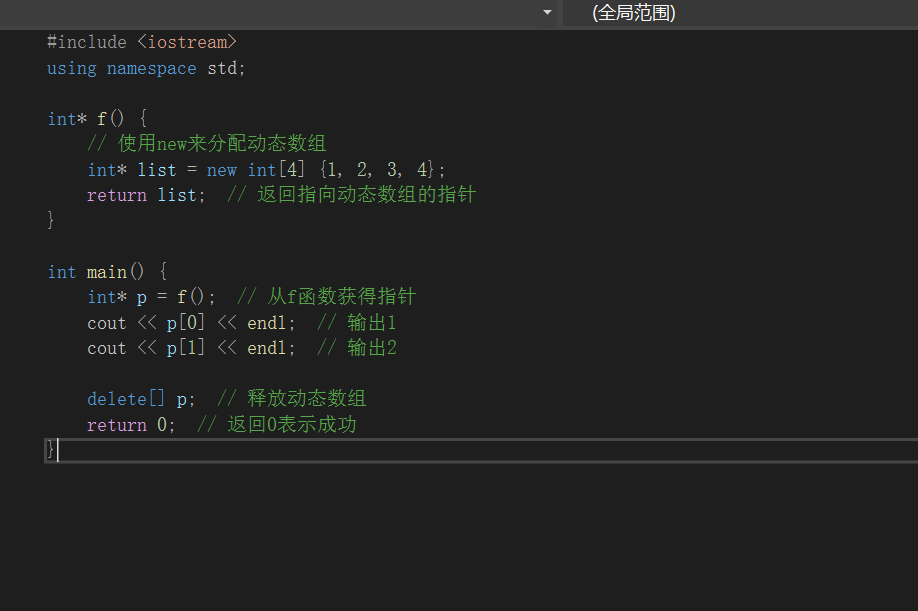 (全局范围)
#include <iostream>
using namespace std;
int* f() {
// 使用new来分配动态数组
int* list = new int[4] {1, 2, 3, 4};
return list;  // 返回指向动态数组的指针
}
int main() {
int* p = f();  // 从f函数获得指针
cout << p[0] << endl;  // 输出1
cout << p[1] << endl;  // 输出2
delete[] p;  // 释放动态数组
return 0;  // 返回0表示成功
}